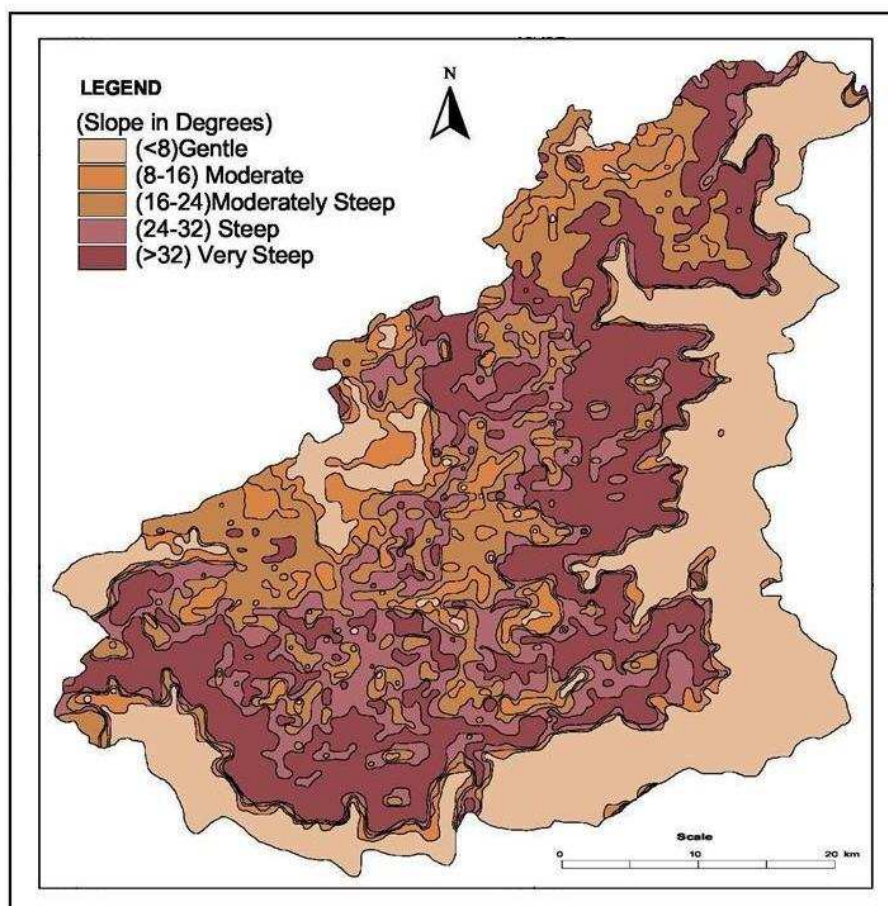 LEGEND
(Slope in Degrees)
(<8)Gentle
(8-16) Moderate
(16-24)Moderately Steep
(24-32) Steep
(>32) Very Steep
N
Scale
0 10 20 km